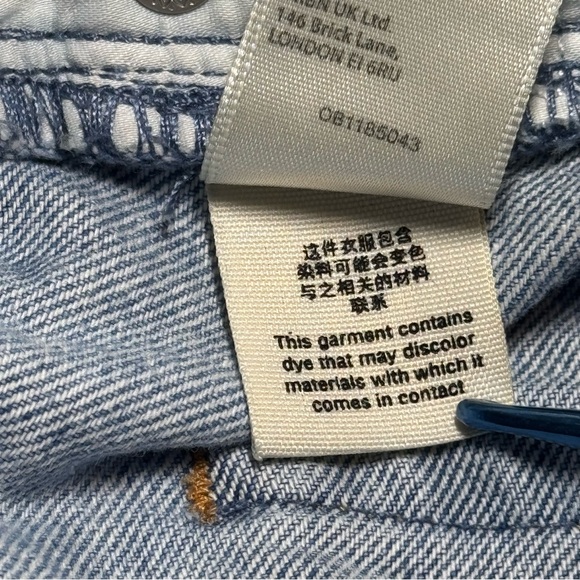 UK Ltd.
146 Brick Lane,
LONDON E1 6RU
OB1185043
这件衣服包含
染料可能会变色
与之相关的材料
联系
This garment contains
dye that may discolor
materials with which it
comes in contact